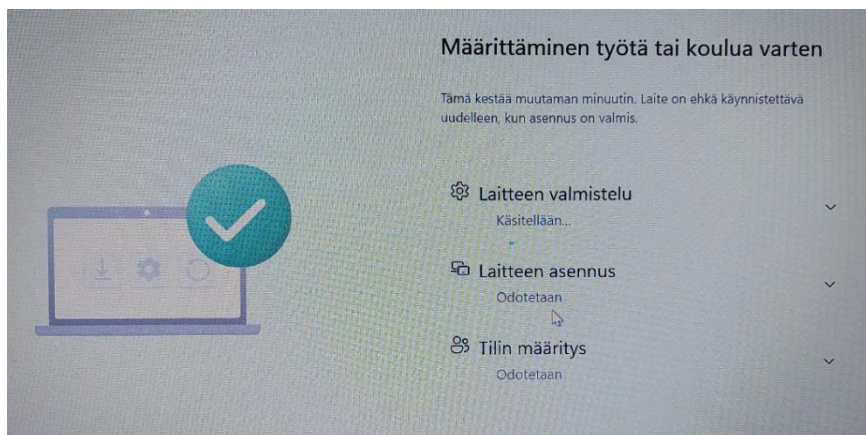 Määrittäminen työtä tai koulua varten
Tämä kestää muutaman minuutin. Laite on ehkä käynnistettävä
uudelleen, kun asennus on valmis.
Laitteen valmistelu
Käsitellään...
Laitteen asennus
Odotetaan
Tilin määritys
Odotetaan